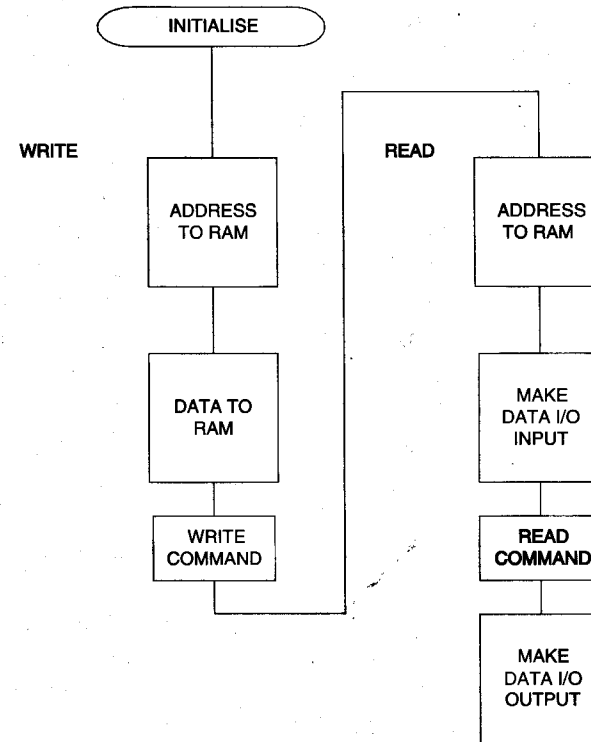 INITIALISE
WRITE
ADDRESS
TO RAM
DATA TO
RAM
WRITE
COMMAND
READ
ADDRESS
TO RAM
MAKE
DATA I/O
INPUT
READ
COMMAND
MAKE
DATA I/O
OUTPUT